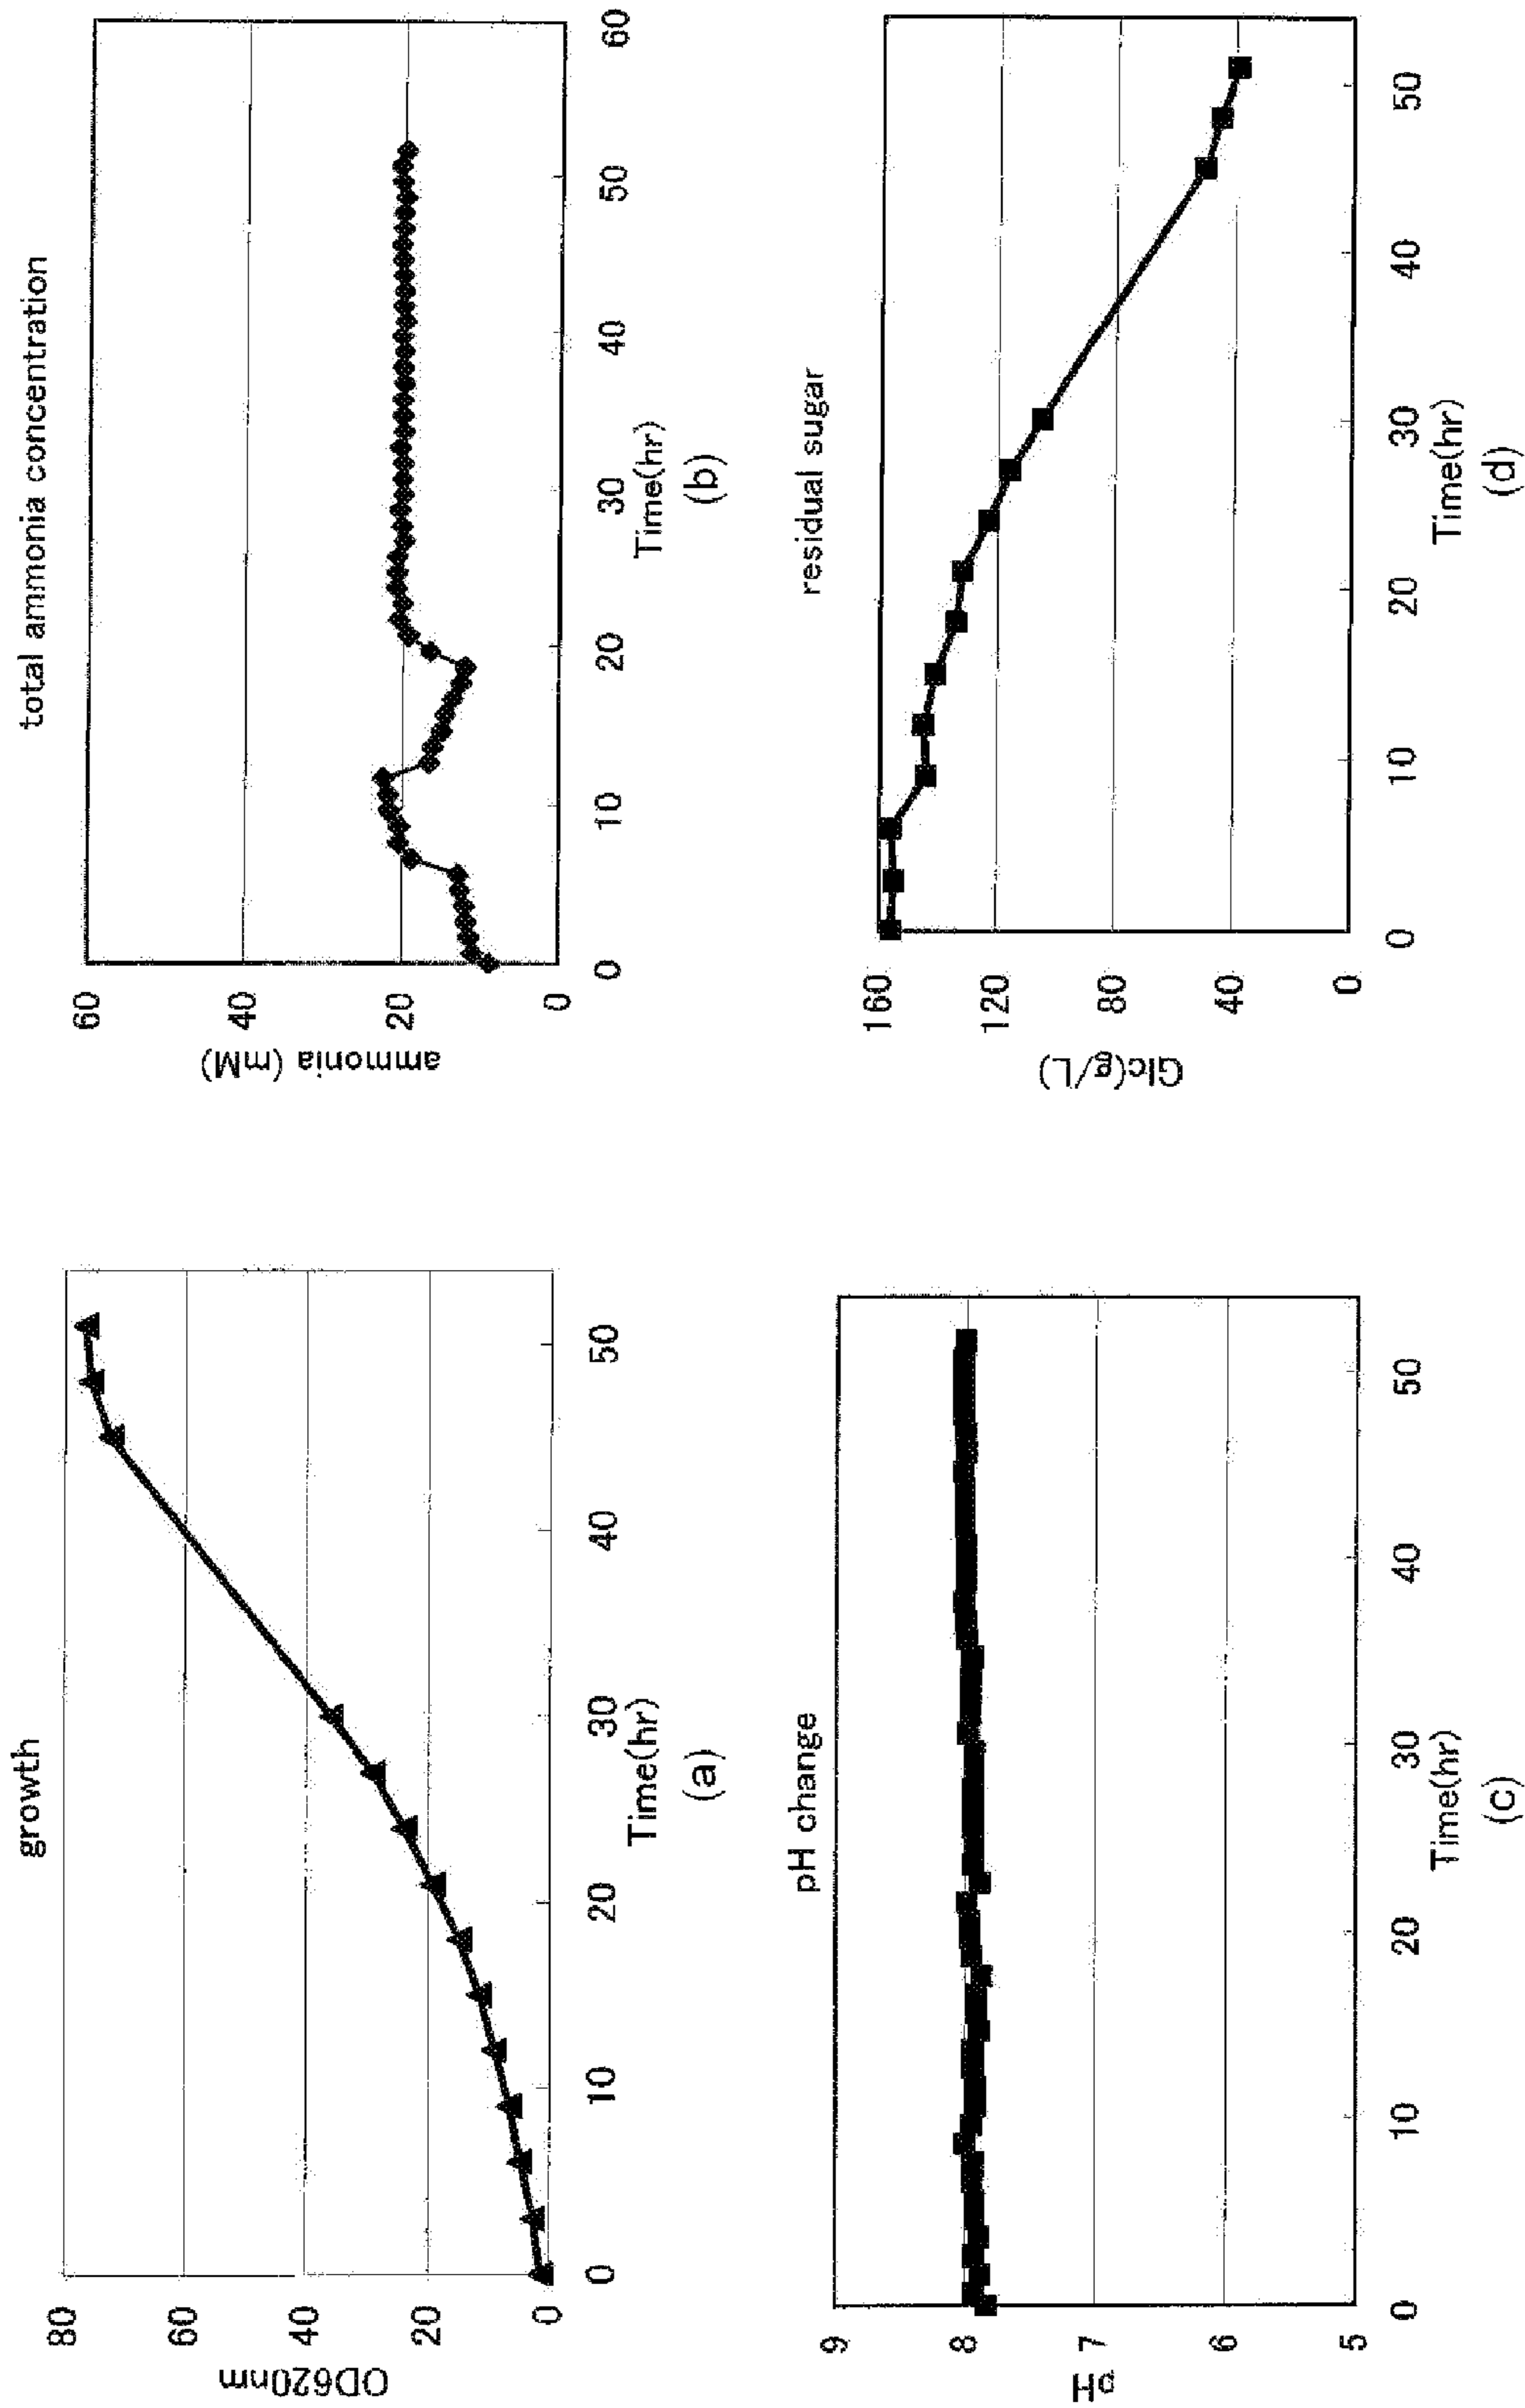 growth
OD620nm
80
60
40
20
0
0 10 20 30 40 50
Time(hr)
(a)
total ammonia concentration
ammonia (mM)
60
40
20
0
0 10 20 30 40 50 60
Time(hr)
(b)
pH change
pH
9
8
7
6
5
0 10 20 30 40 50
Time(hr)
(c)
residual sugar
Glc(g/L)
160
120
80
40
0
0 10 20 30 40 50
Time(hr)
(d)